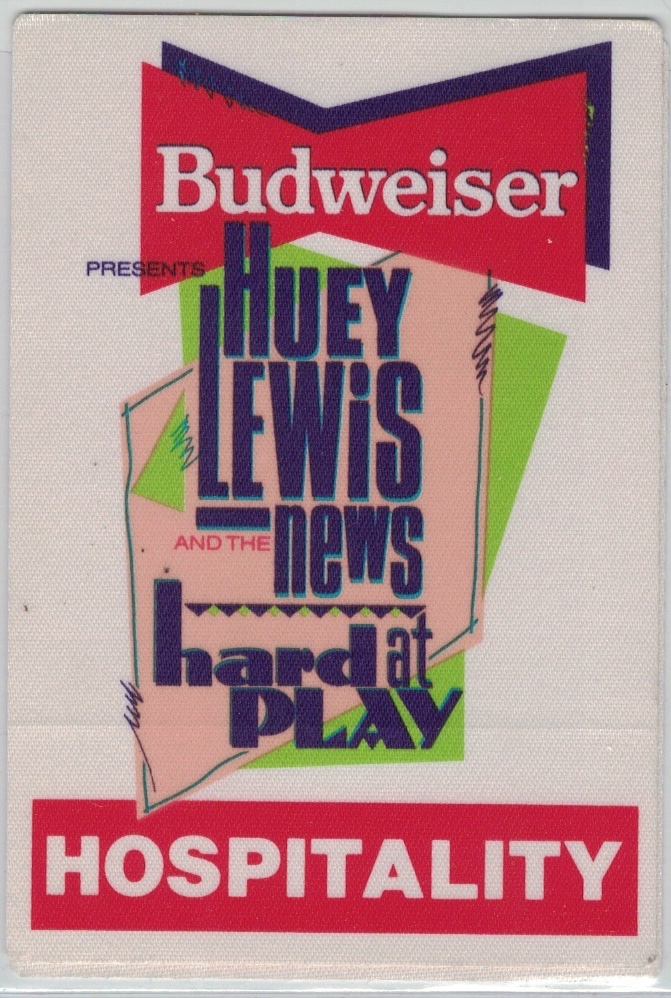 Budweiser
PRESENTS
HUEY
LEWiS
AND THE news
hard at
PLAY
HOSPITALITY